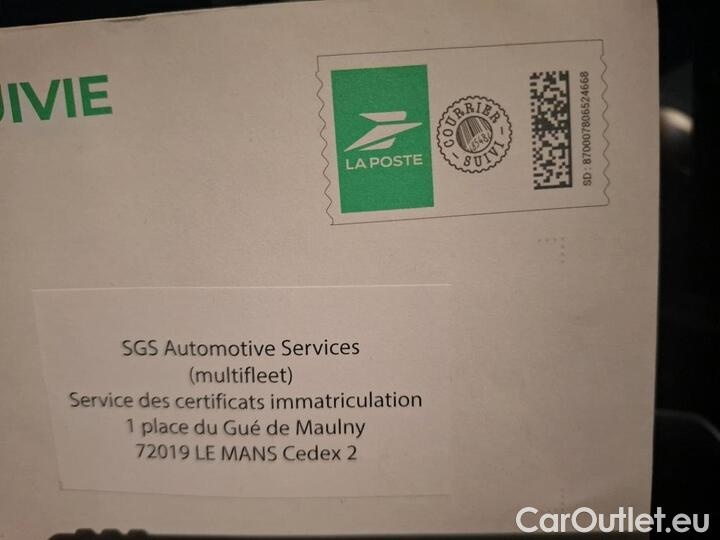 UIVIE
LA POSTE
COURRIER
SUIVI
SD: 870007806524668
SGS Automotive Services
(multifleet)
Service des certificats immatriculation
1 place du Gué de Maulny
72019 LE MANS Cedex 2
CarOutlet.eu